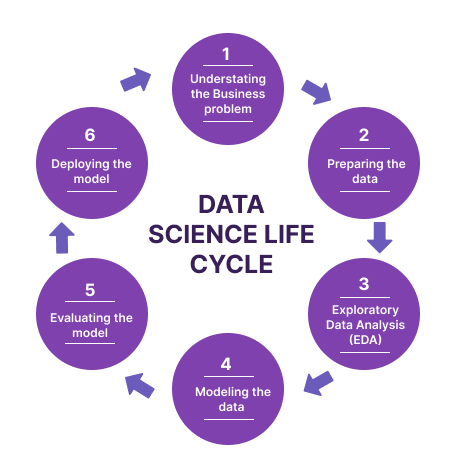 1
Understating
the Business
problem
2
Preparing the
data
3
Exploratory
Data Analysis
(EDA)
4
Modeling the
data
5
Evaluating the
model
6
Deploying the
model
DATA
SCIENCE LIFE
CYCLE